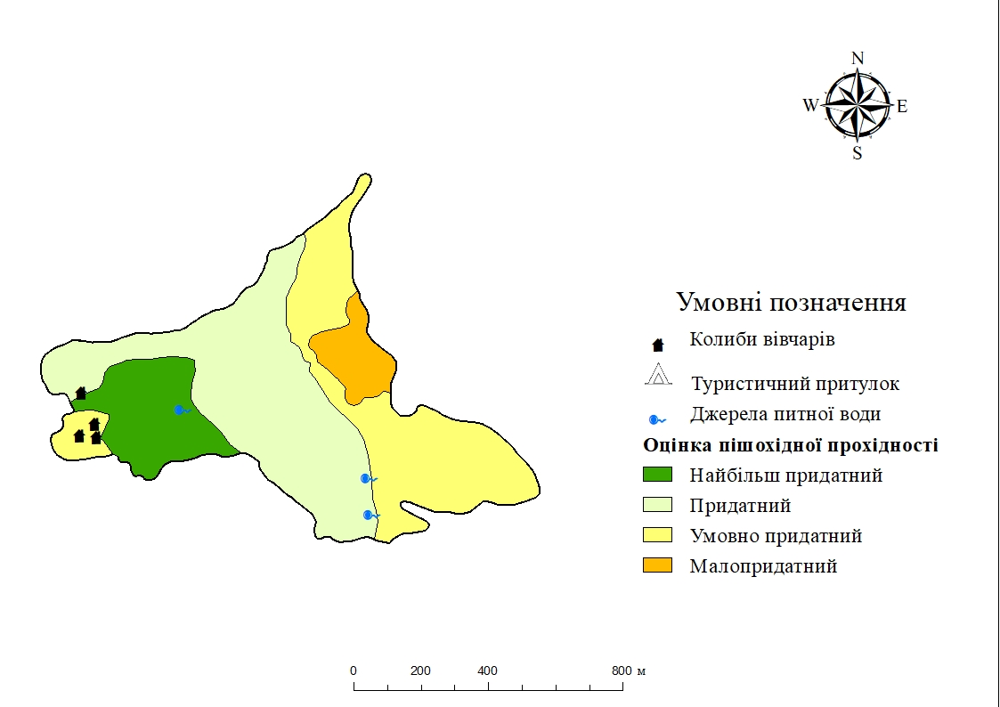 N
W E
S
Умовні позначення
Колиби вівчарів
Туристичний притулок
Джерела питної води
Оцінка пішохідної прохідності
Найбільш придатний
Придатний
Умовно придатний
Малопридатний
0 200 400 800 м